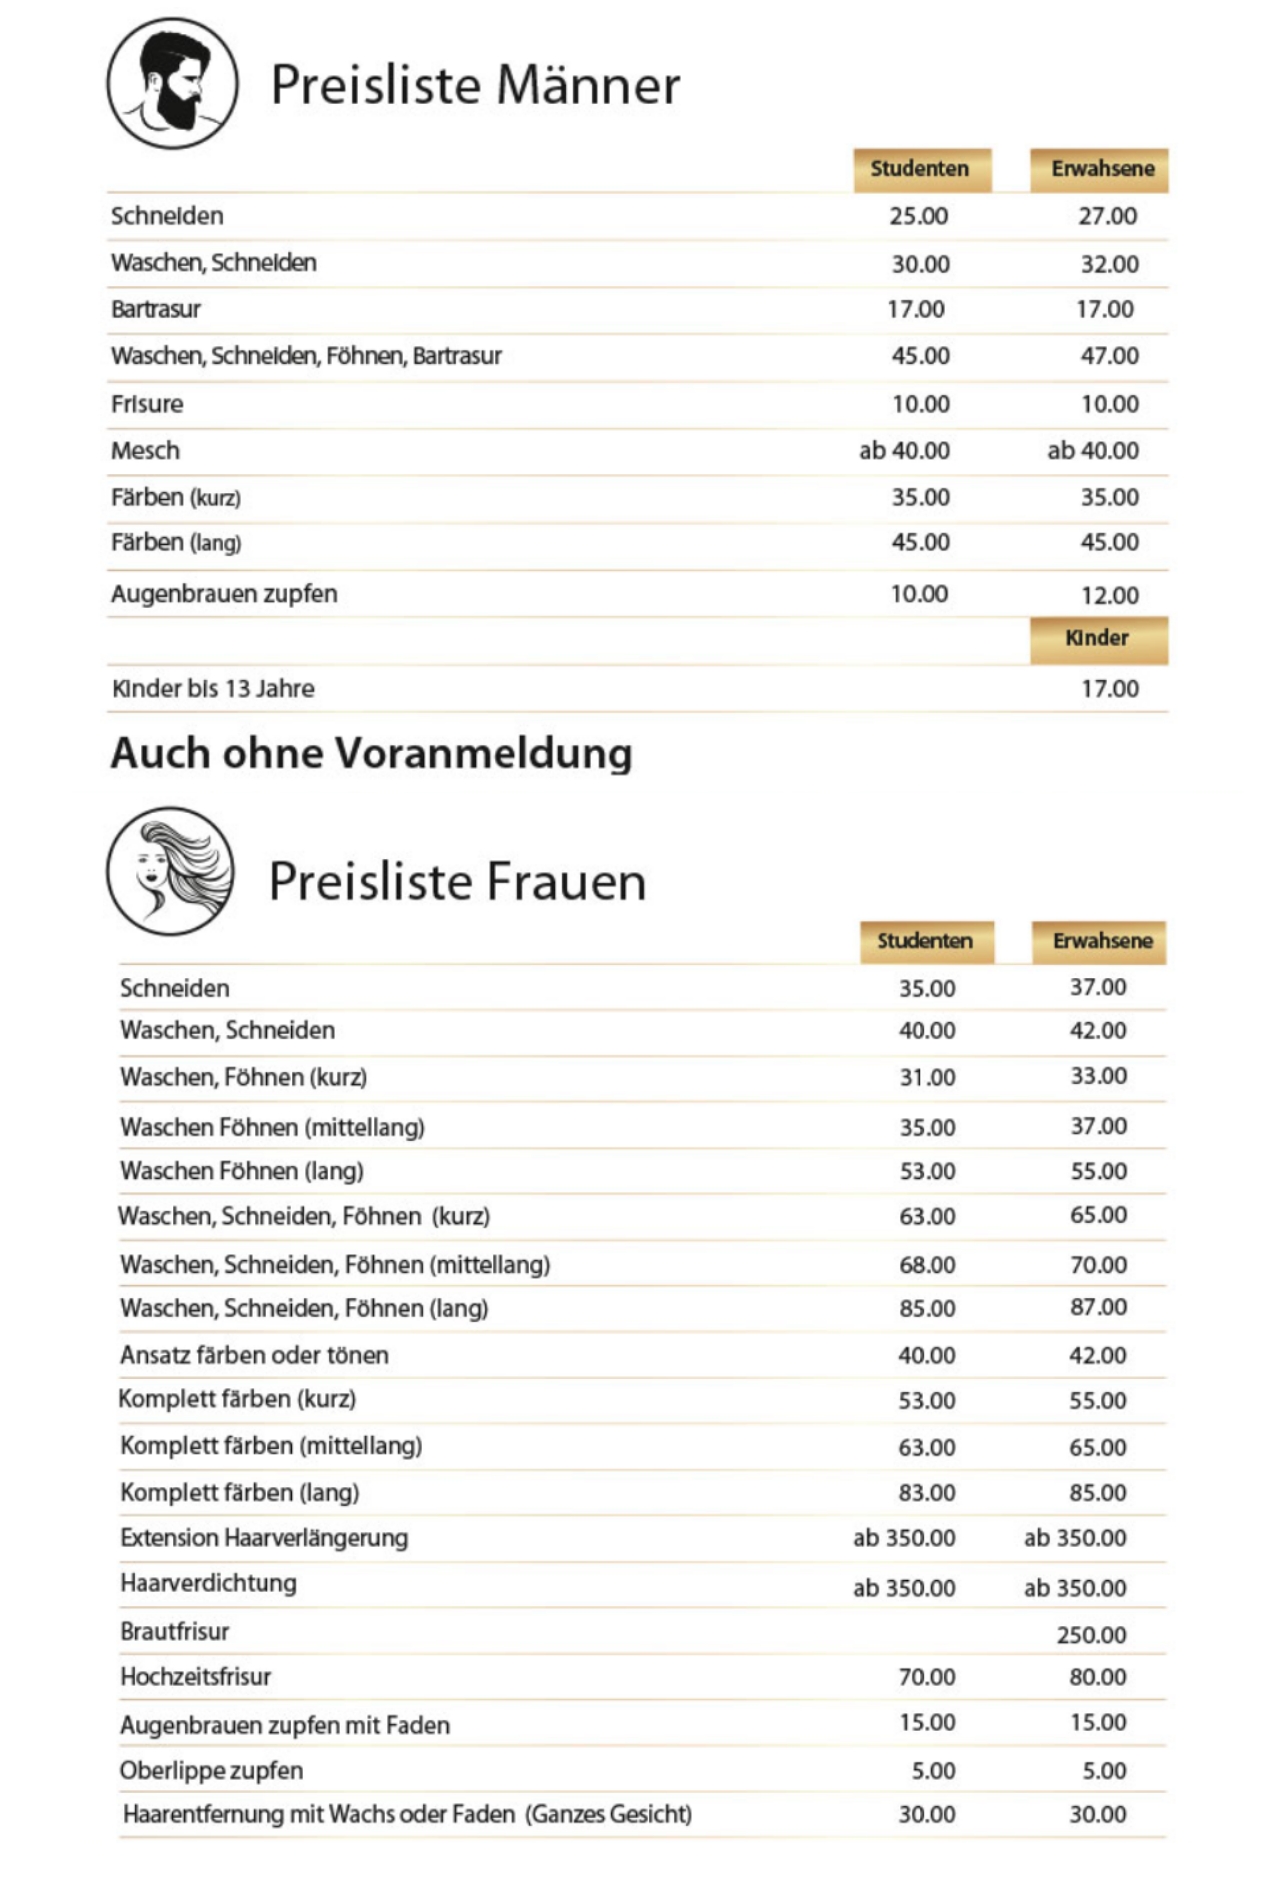 Preisliste Männer
Studenten Erwahsene
Schneiden 25.00 27.00
Waschen, Schneiden 30.00 32.00
Bartrasur 17.00 17.00
Waschen, Schneiden, Föhnen, Bartrasur 45.00 47.00
Frisure 10.00 10.00
Mesch ab 40.00 ab 40.00
Färben (kurz) 35.00 35.00
Färben (lang) 45.00 45.00
Augenbrauen zupfen 10.00 12.00
Kinder
Kinder bis 13 Jahre 17.00
Auch ohne Voranmeldung
Preisliste Frauen
Studenten Erwahsene
Schneiden 35.00 37.00
Waschen, Schneiden 40.00 42.00
Waschen, Föhnen (kurz) 31.00 33.00
Waschen Föhnen (mittellang) 35.00 37.00
Waschen Föhnen (lang) 53.00 55.00
Waschen, Schneiden, Föhnen (kurz) 63.00 65.00
Waschen, Schneiden, Föhnen (mittellang) 68.00 70.00
Waschen, Schneiden, Föhnen (lang) 85.00 87.00
Ansatz färben oder tönen 40.00 42.00
Komplett färben (kurz) 53.00 55.00
Komplett färben (mittellang) 63.00 65.00
Komplett färben (lang) 83.00 85.00
Extension Haarverlängerung ab 350.00 ab 350.00
Haarverdichtung ab 350.00 ab 350.00
Brautfrisur 250.00
Hochzeitsfrisur 70.00 80.00
Augenbrauen zupfen mit Faden 15.00 15.00
Oberlippe zupfen 5.00 5.00
Haarentfernung mit Wachs oder Faden (Ganzes Gesicht) 30.00 30.00